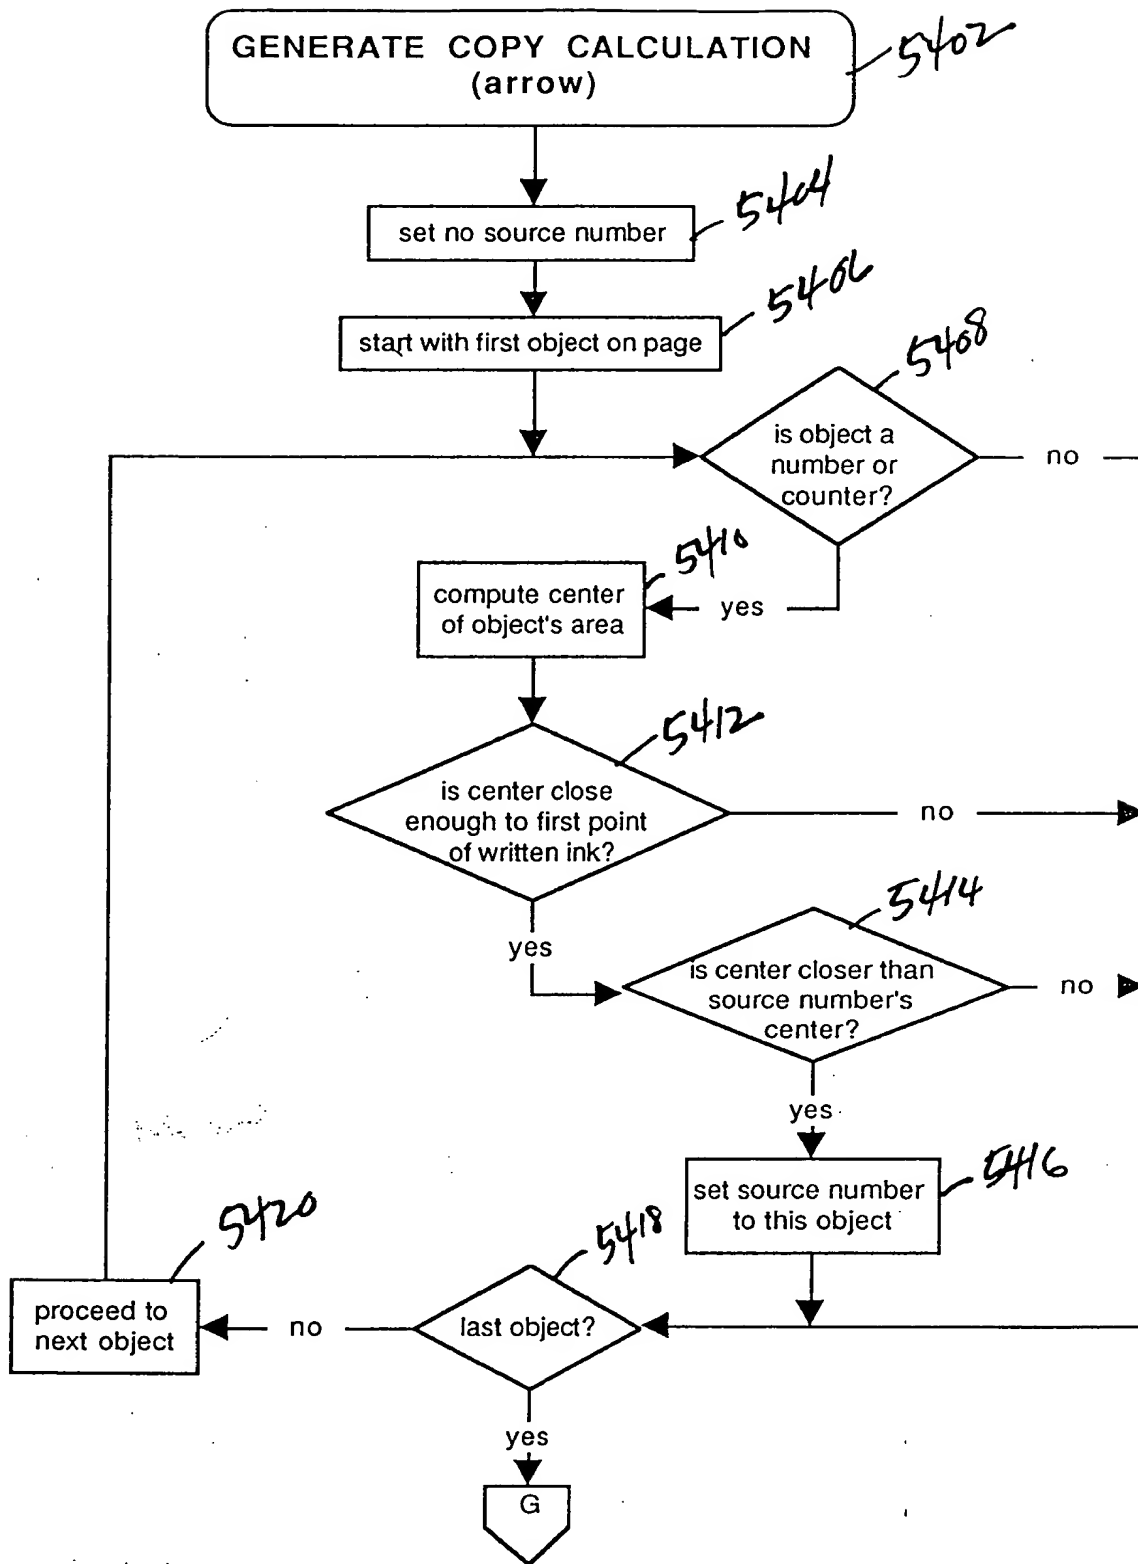 GENERATE COPY CALCULATION
(arrow)
5402
set no source number
5404
start with first object on page
5406
is object a
number or
counter?
5408
no
yes
compute center
of object's area
5410
is center close
enough to first point
of written ink?
5412
no
yes
is center closer than
source number's
center?
5414
no
yes
set source number
to this object
5416
last object?
5418
no
proceed to
next object
5420
yes
G